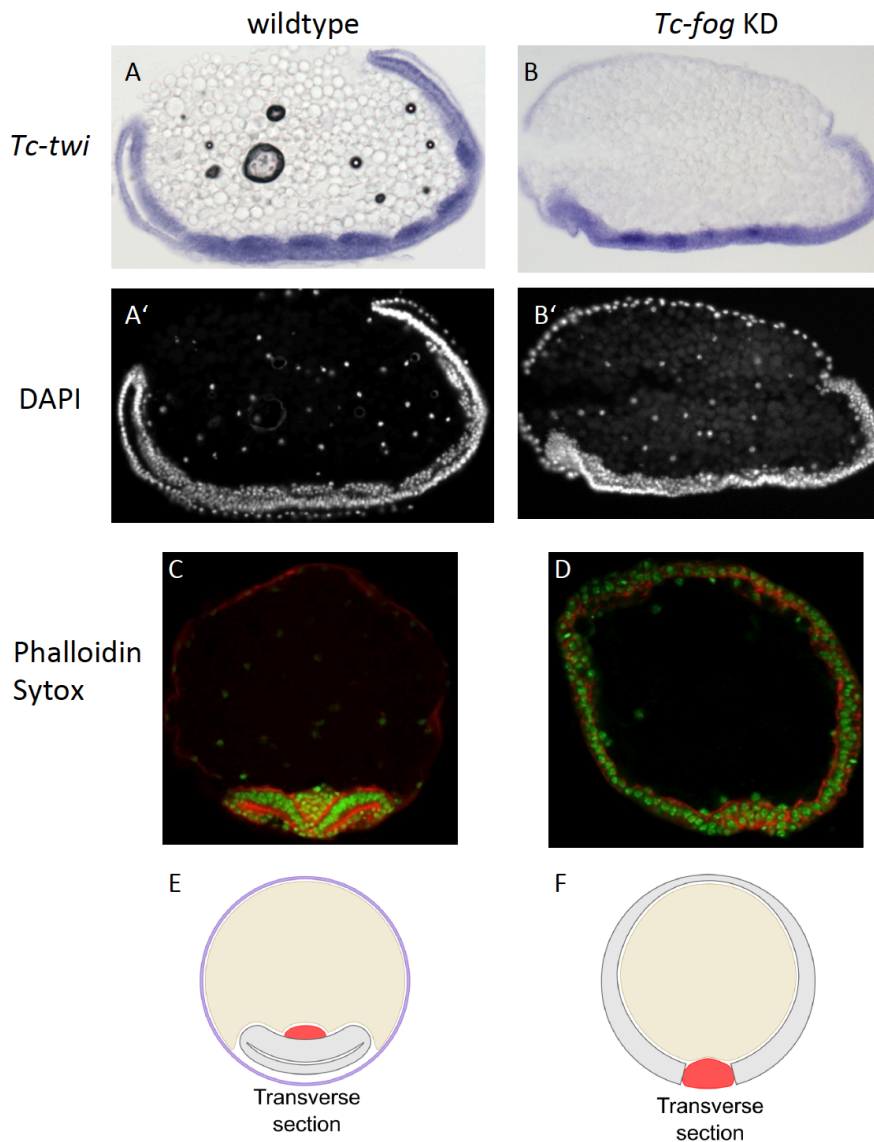 wildtype
Tc-fog KD
A
B
Tc-twi
A‘
B‘
DAPI
C
D
Phalloidin
Sytox
E
F
Transverse
section
Transverse
section